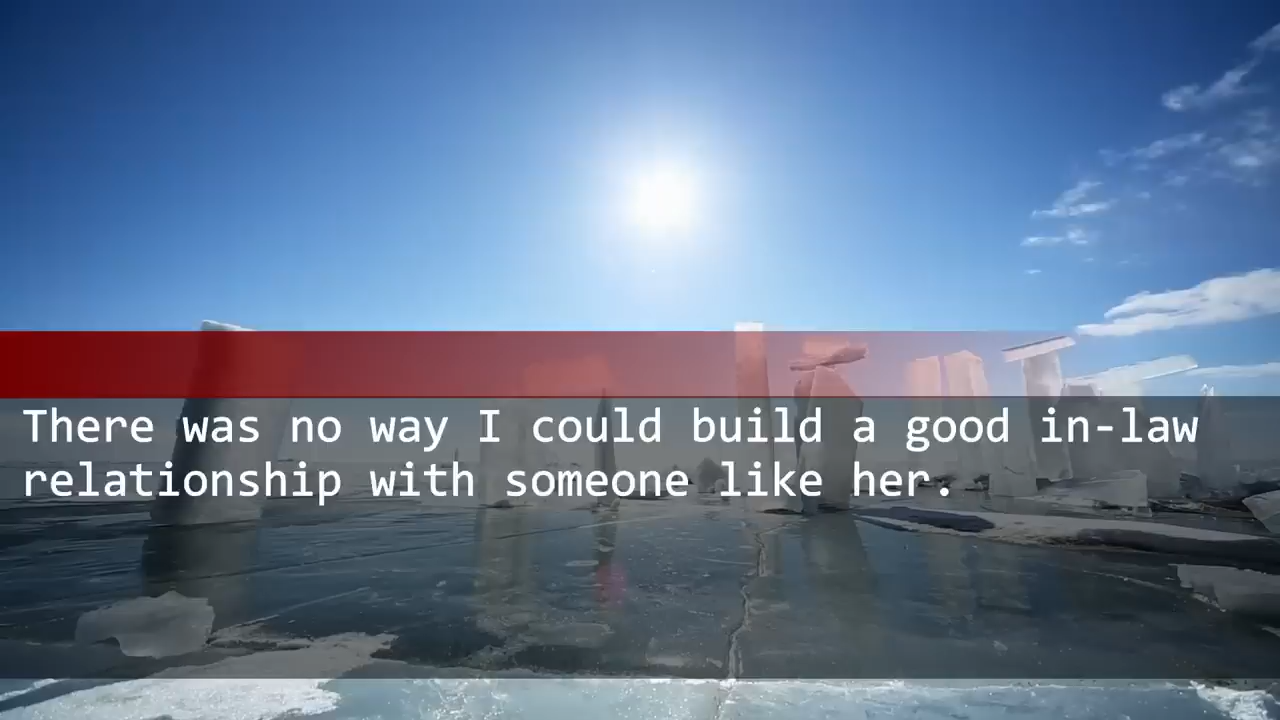 There was no way I could build a good in-law
relationship with someone like her.